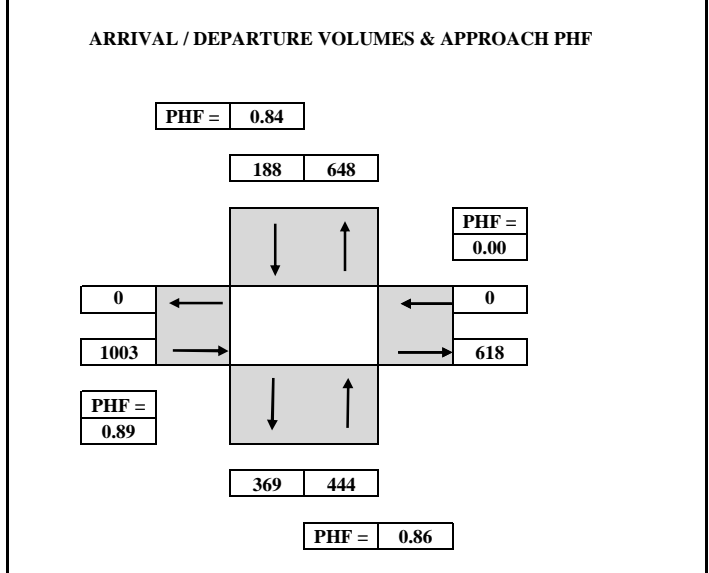 ARRIVAL / DEPARTURE VOLUMES & APPROACH PHF
PHF = 0.84
188 648
PHF =
0.00
0 0
1003 618
PHF =
0.89
369 444
PHF = 0.86